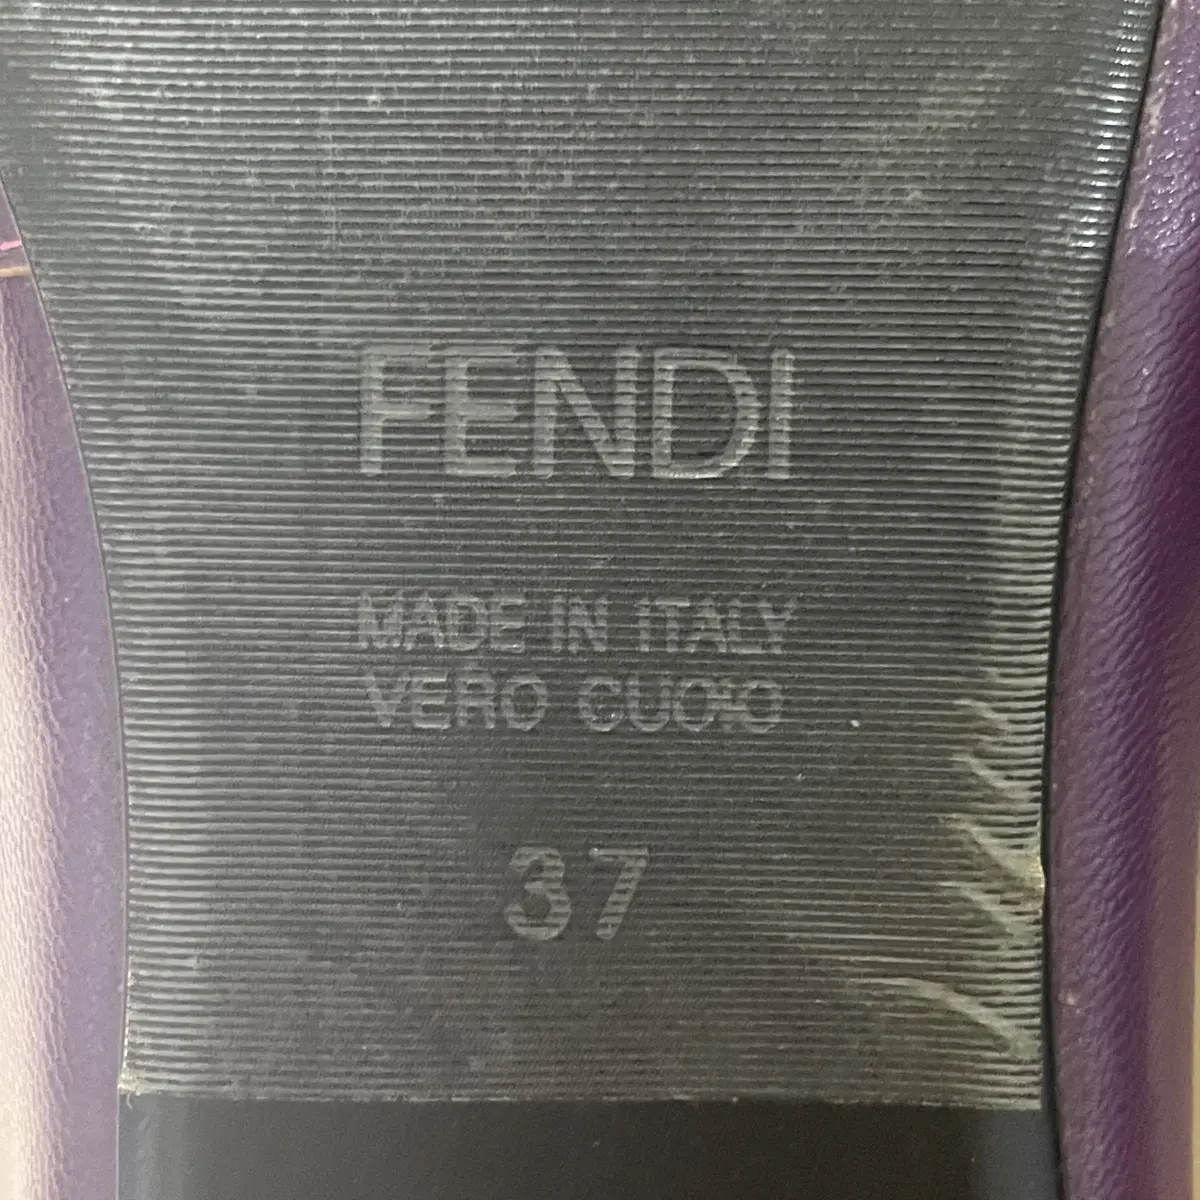 FENDI
MADE IN ITALY
VERO CUOIO
37